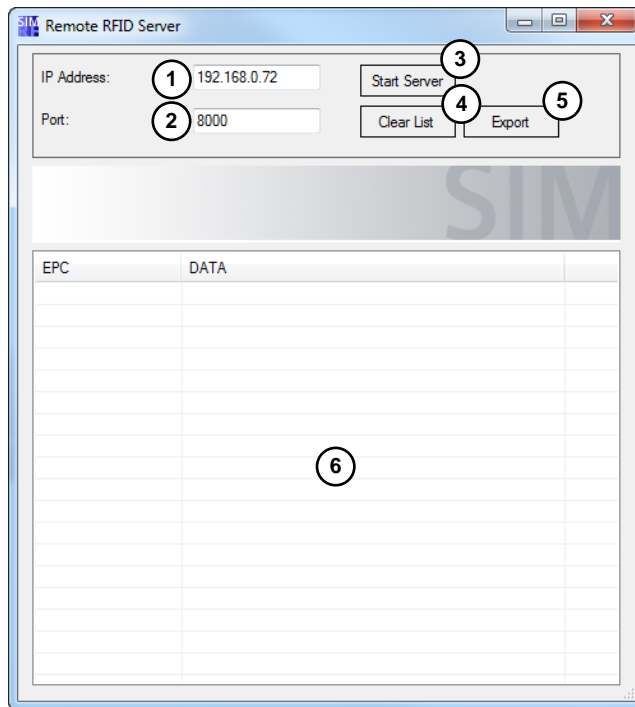 SIM Remote RFID Server
IP Address: 1 192.168.0.72 Start Server 3
Port: 2 8000 Clear List 4 Export 5
SIM
EPC DATA
6